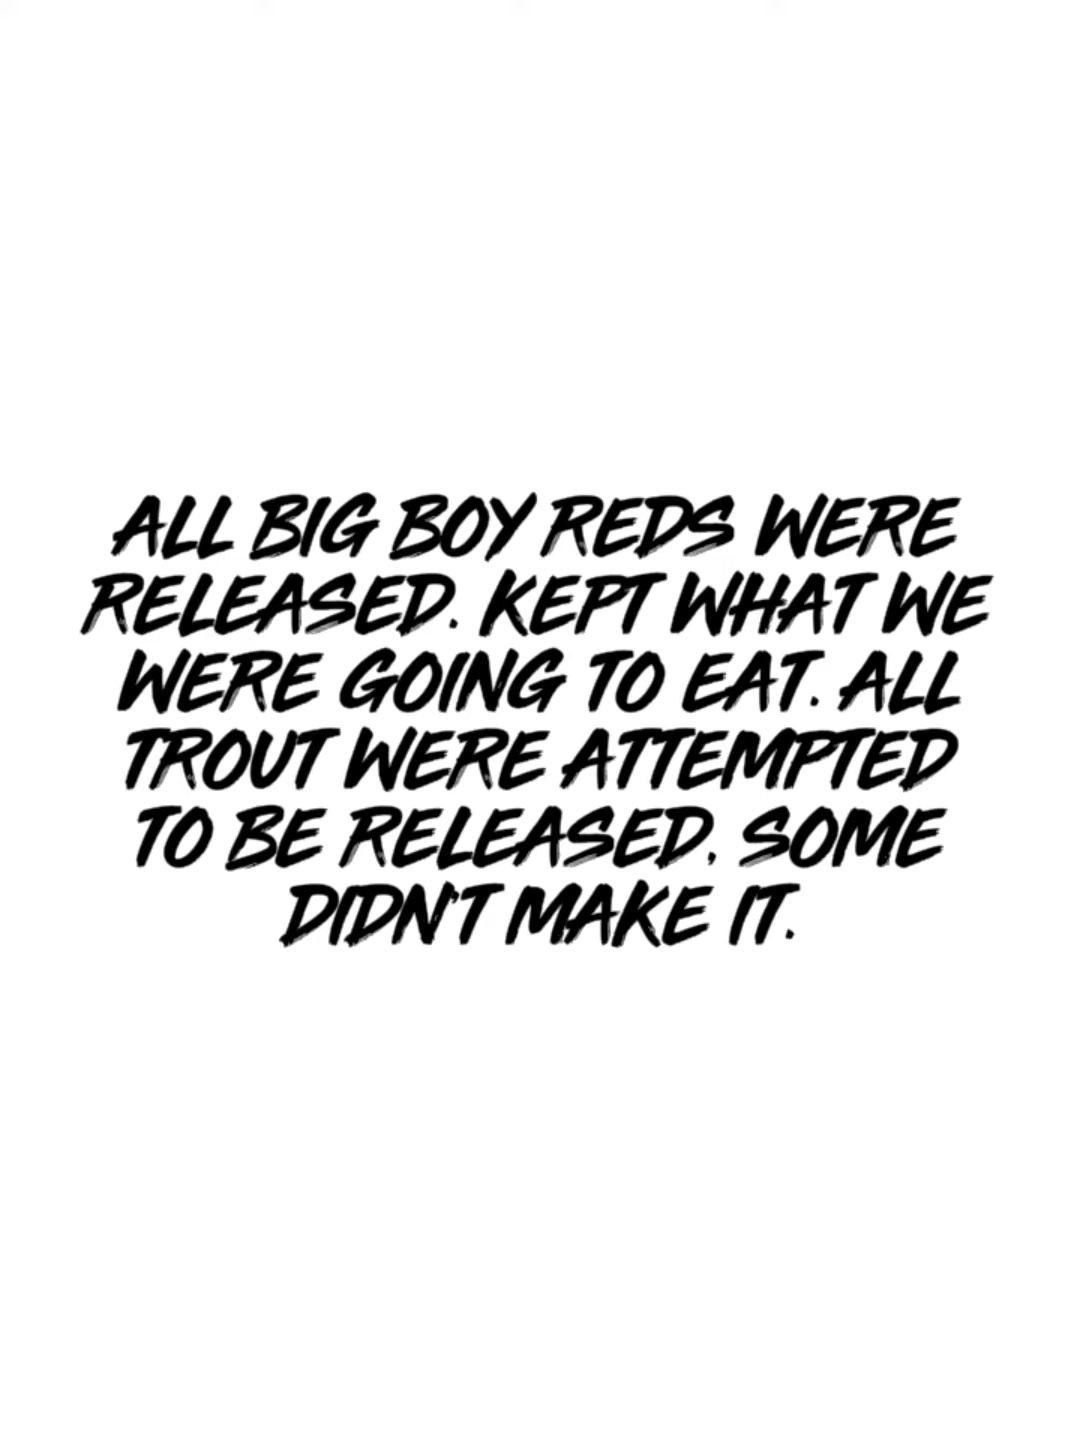 ALL BIG BOY REDS WERE
RELEASED. KEPT WHAT WE
WERE GOING TO EAT. ALL
TROUT WERE ATTEMPTED
TO BE RELEASED, SOME
DIDN'T MAKE IT.